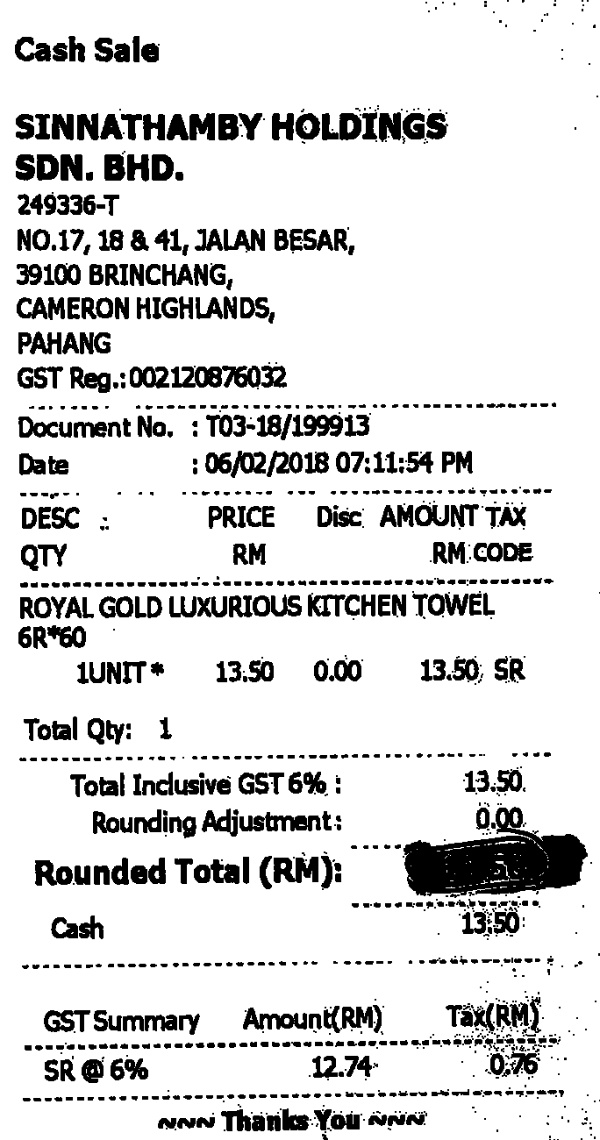 Cash Sale
SINNATHAMBY HOLDINGS
SDN. BHD.
249336-T
NO.17, 18 & 41, JALAN BESAR,
39100 BRINCHANG,
CAMERON HIGHLANDS,
PAHANG
GST Reg.:002120876032
Document No. : T03-18/199913
Date : 06/02/2018 07:11:54 PM
DESC : PRICE Disc AMOUNT TAX
QTY RM RM CODE
ROYAL GOLD LUXURIOUS KITCHEN TOWEL
6R*60
1UNIT * 13.50 0.00 13.50 SR
Total Qty: 1
Total Inclusive GST 6% : 13.50
Rounding Adjustment: 0.00
Rounded Total (RM):
Cash 13.50
GST Summary Amount(RM) Tax(RM)
SR @ 6% 12.74 0.76
~~~ Thanks You ~~~